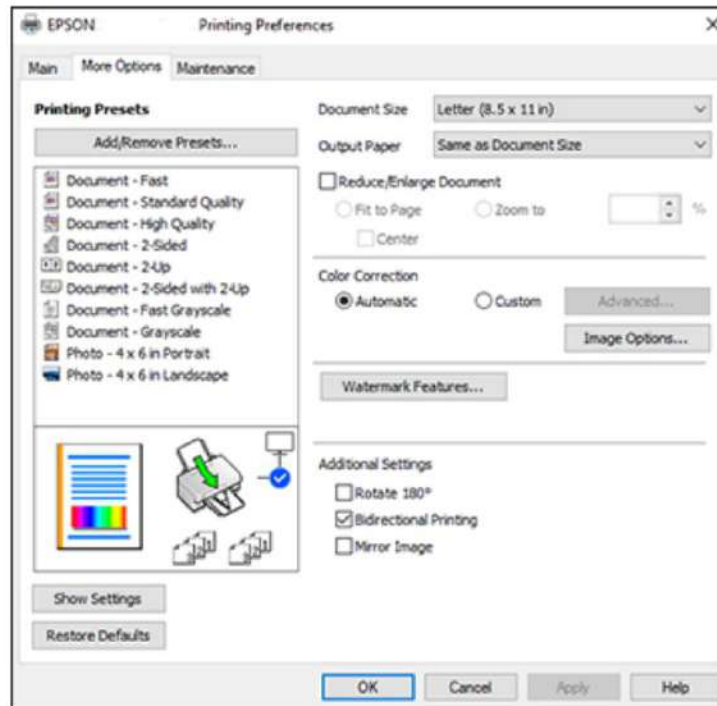 EPSON Printing Preferences
Main More Options Maintenance
Printing Presets
Add/Remove Presets...
Document - Fast
Document - Standard Quality
Document - High Quality
Document - 2-Sided
Document - 2-Up
Document - 2-Sided with 2-Up
Document - Fast Grayscale
Document - Grayscale
Photo - 4 x 6 in Portrait
Photo - 4 x 6 in Landscape
Show Settings
Restore Defaults
Document Size Letter (8.5 x 11 in)
Output Paper Same as Document Size
Reduce/Enlarge Document
Fit to Page Zoom to %
Center
Color Correction
Automatic Custom Advanced...
Image Options...
Watermark Features...
Additional Settings
Rotate 180°
Bidirectional Printing
Mirror Image
OK Cancel Apply Help